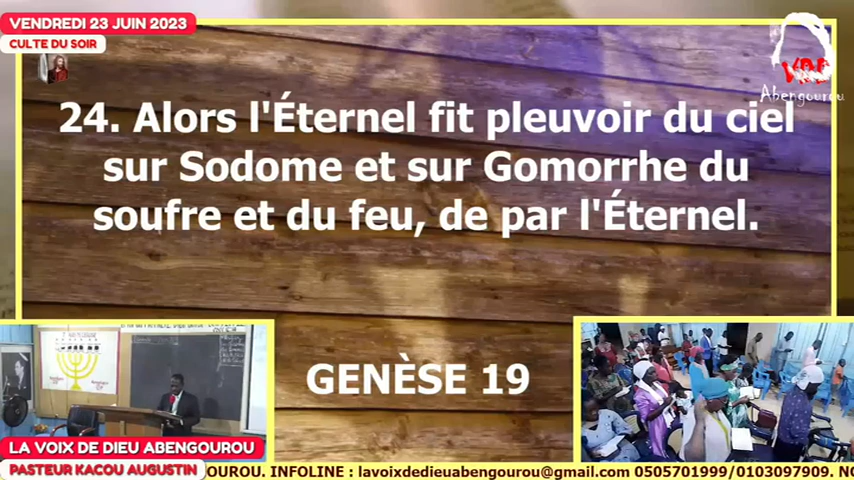 VENDREDI 23 JUIN 2023
CULTE DU SOIR
Abengourou
24. Alors l'Éternel fit pleuvoir du ciel
sur Sodome et sur Gomorrhe du
soufre et du feu, de par l'Éternel.
GENÈSE 19
LA VOIX DE DIEU ABENGOUROU
PASTEUR KACOU AUGUSTIN
OUROU. INFOLINE : lavoixdedieuabengourou@gmail.com 0505701999/0103097909. N